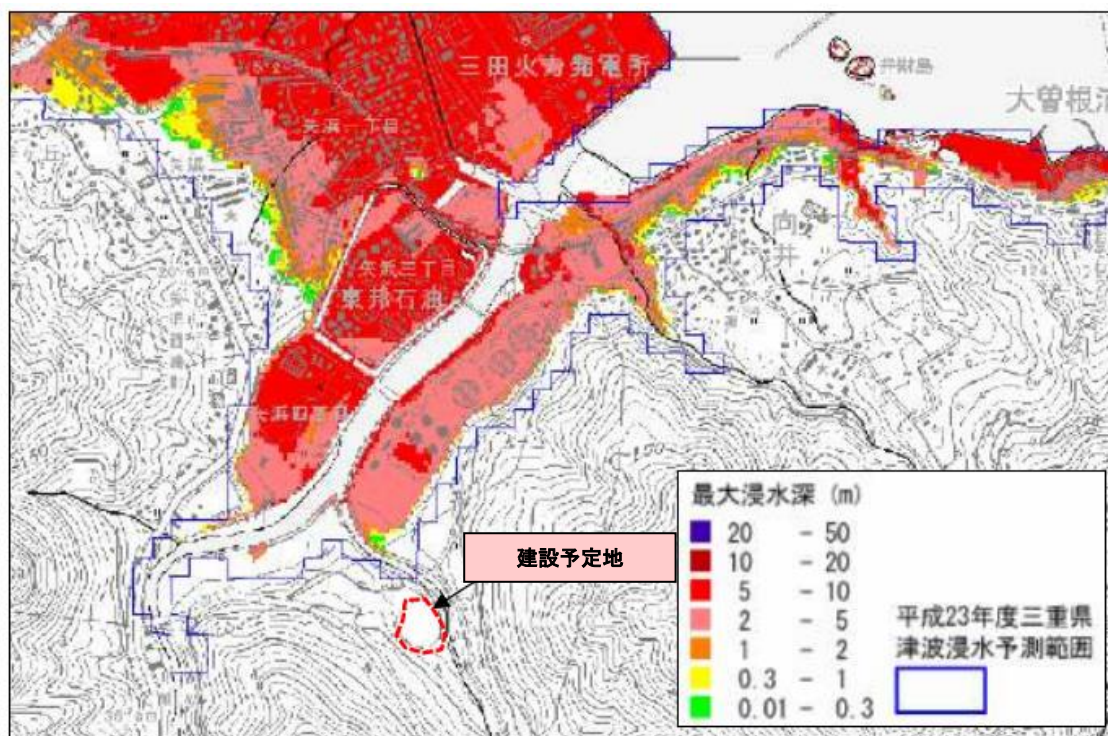 三田火力発電所
弁財島
大曽根浦
矢浜一丁目
向井
矢浜三丁目
東邦石油
矢浜四丁目
124
150
建設予定地
最大浸水深 (m)
20 - 50
10 - 20
5 - 10
2 - 5
1 - 2
0.3 - 1
0.01 - 0.3
平成23年度三重県
津波浸水予測範囲